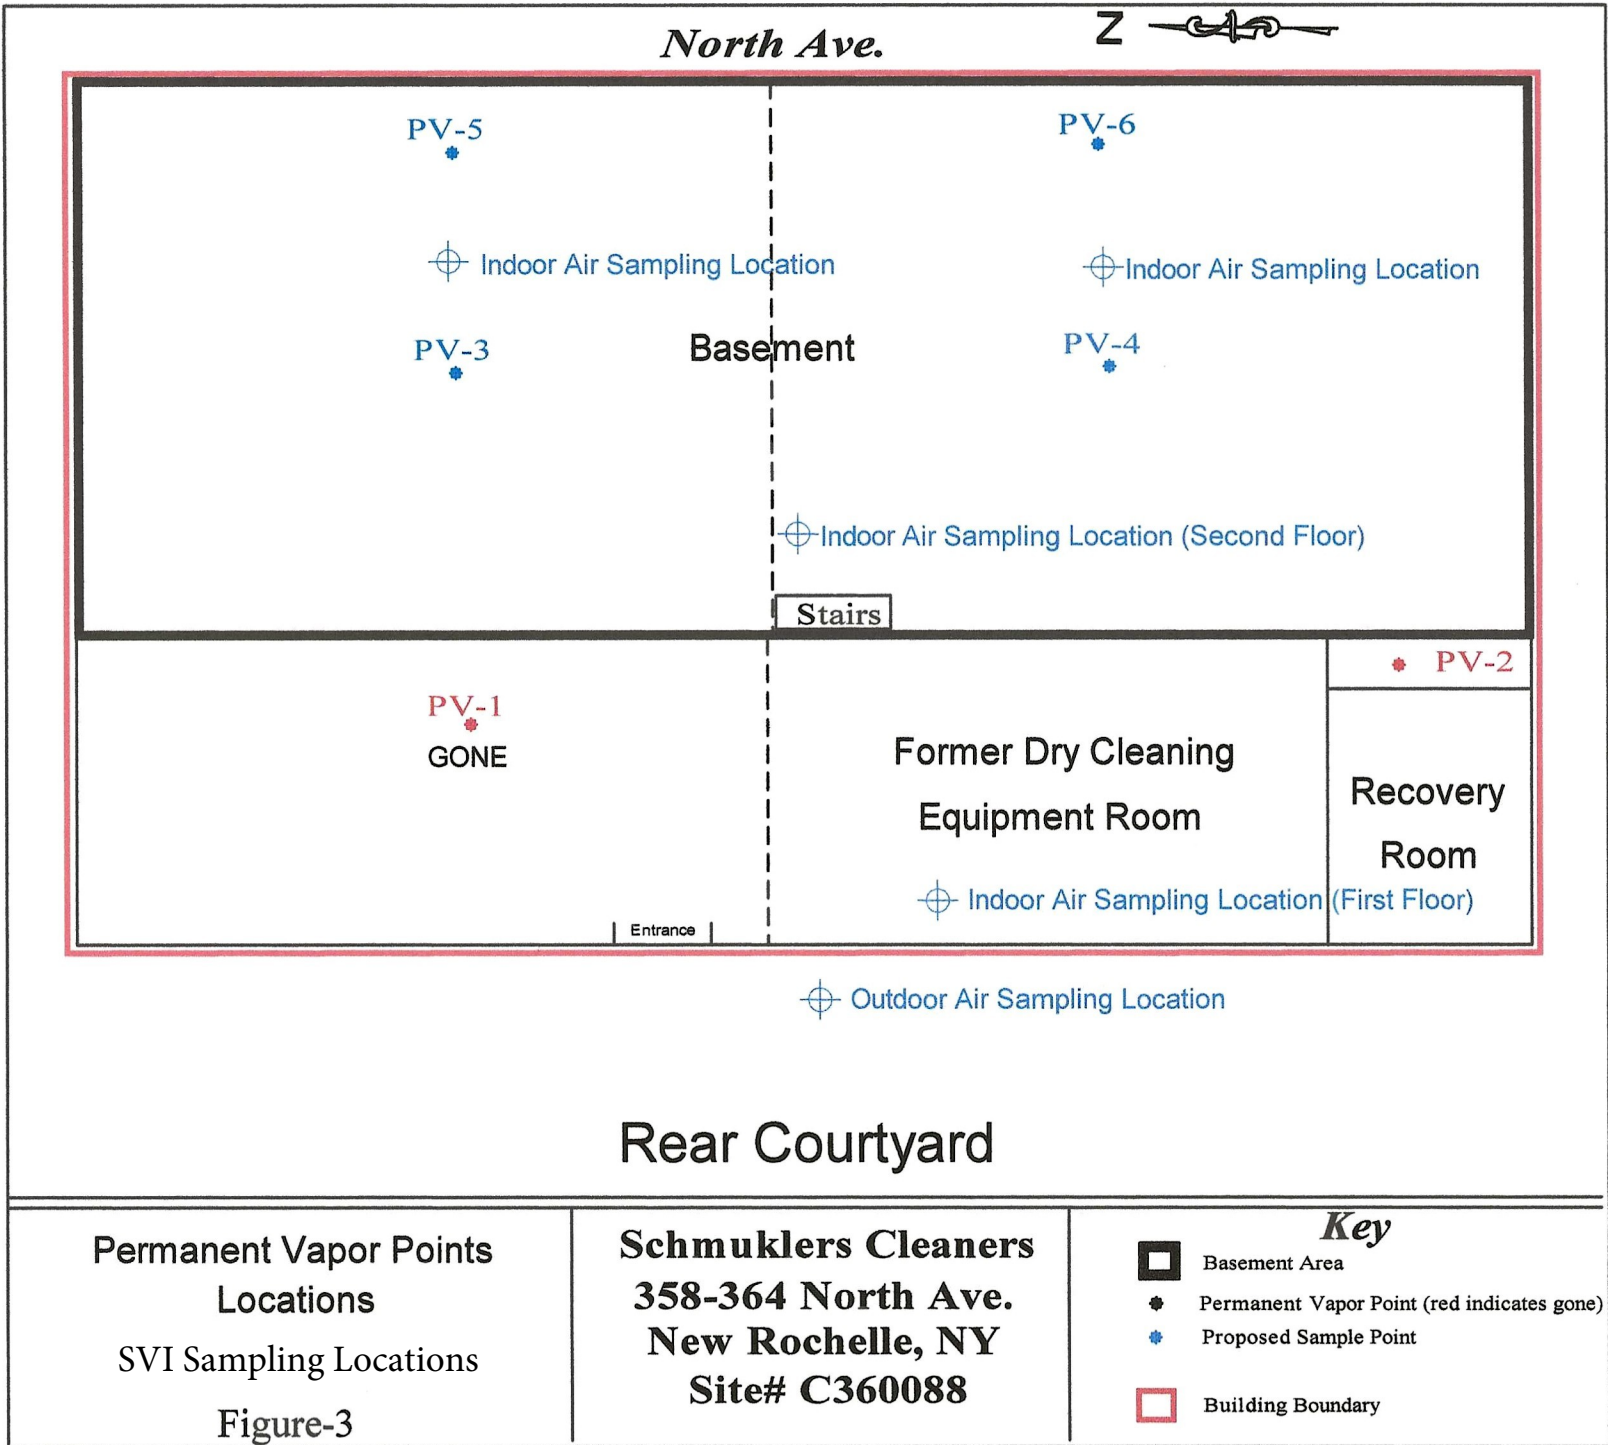 North Ave.
Z
PV-5
PV-6
Indoor Air Sampling Location
Indoor Air Sampling Location
PV-3
Basement
PV-4
Indoor Air Sampling Location (Second Floor)
Stairs
PV-2
PV-1
GONE
Former Dry Cleaning
Equipment Room
Recovery
Room
Indoor Air Sampling Location (First Floor)
Entrance
Outdoor Air Sampling Location
Rear Courtyard
Permanent Vapor Points
Locations
SVI Sampling Locations
Figure-3
Schmuklers Cleaners
358-364 North Ave.
New Rochelle, NY
Site# C360088
Key
Basement Area
Permanent Vapor Point (red indicates gone)
Proposed Sample Point
Building Boundary